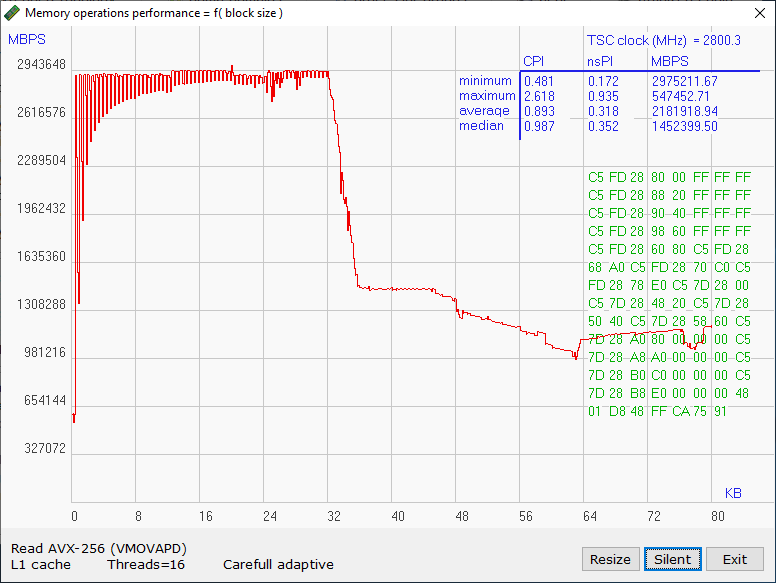 Memory operations performance = f( block size )
MBPS
TSC clock (MHz) = 2800.3
CPI nsPI MBPS
minimum 0.481 0.172 2975211.67
maximum 2.618 0.935 547452.71
average 0.893 0.318 2181918.94
median 0.987 0.352 1452399.50
2943648
2616576
2289504
1962432
1635360
1308288
981216
654144
327072
C5 FD 28 80 00 FF FF FF
C5 FD 28 88 20 FF FF FF
C5 FD 28 90 40 FF FF FF
C5 FD 28 98 60 FF FF FF
C5 FD 28 60 80 C5 FD 28
68 A0 C5 FD 28 70 C0 C5
FD 28 78 E0 C5 7D 28 00
C5 7D 28 48 20 C5 7D 28
50 40 C5 7D 28 58 60 C5
7D 28 A0 80 00 00 00 C5
7D 28 A8 A0 00 00 00 C5
7D 28 B0 C0 00 00 00 C5
7D 28 B8 E0 00 00 00 48
01 D8 48 FF CA 75 91
KB
0 8 16 24 32 40 48 56 64 72 80
Read AVX-256 (VMOVAPD)
L1 cache Threads=16 Carefull adaptive
Resize Silent Exit